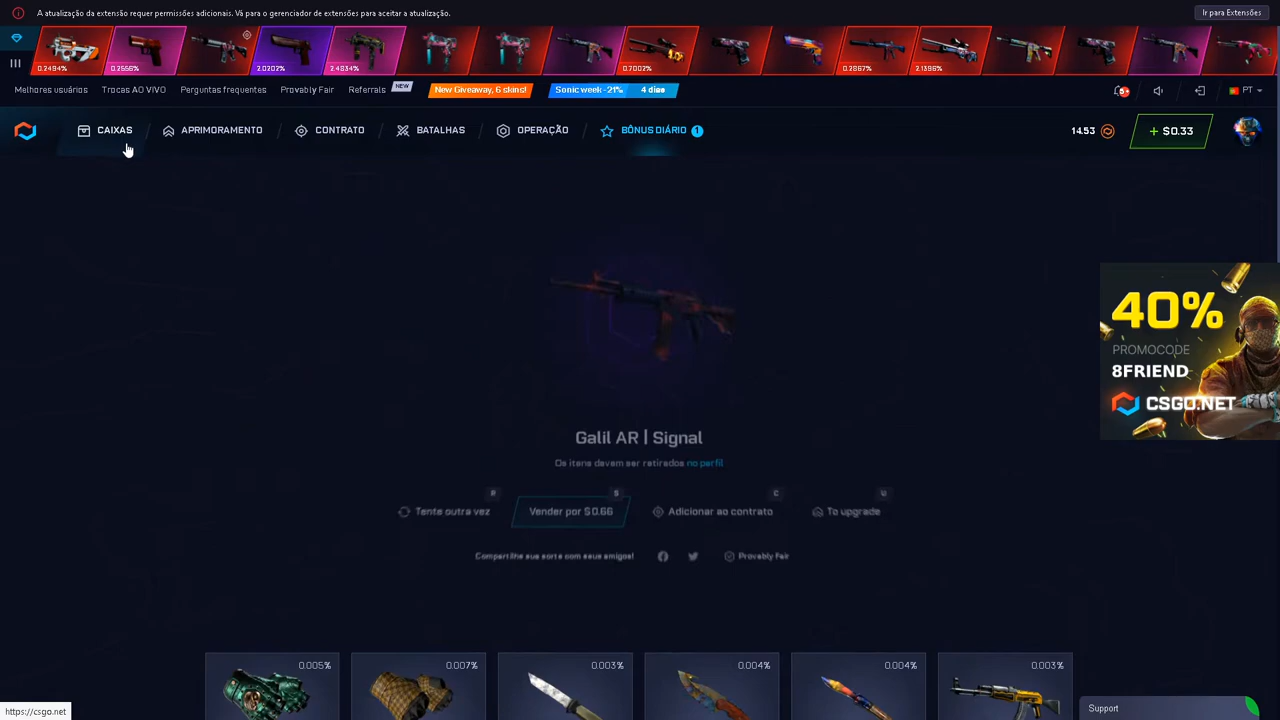 A atualização da extensão requer permissões adicionais. Vá para o gerenciador de extensões para aceitar a atualização.
Ir para Extensões
0.2494%
0.2556%
2.0202%
2.4834%
0.7002%
0.2867%
2.1396%
Melhores usuários
Trocas AO VIVO
Perguntas frequentes
Provably Fair
Referrals
NEW
New Giveaway, 6 skins!
Sonic week -21%
4 dias
5+
PT
CAIXAS
APRIMORAMENTO
CONTRATO
BATALHAS
OPERAÇÃO
BÔNUS DIÁRIO
1
14.53
+ $0.33
40%
PROMOCODE
8FRIEND
CSGO.NET
Galil AR | Signal
Os itens devem ser retirados no perfil
R
Tente outra vez
S
Vender por $0.66
C
Adicionar ao contrato
U
To upgrade
Compartilhe sua sorte com seus amigos!
Provably Fair
0.005%
0.007%
0.003%
0.004%
0.004%
0.003%
https://csgo.net
Support